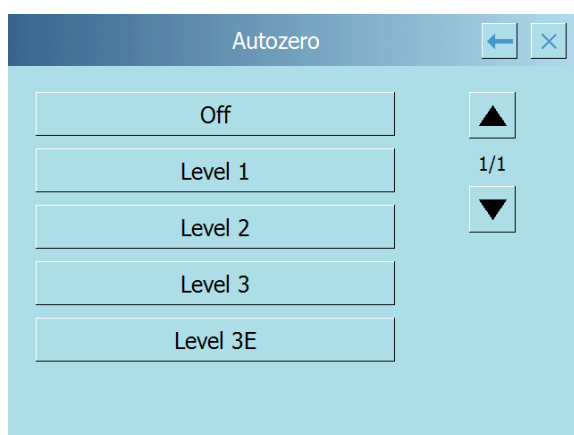 Autozero
Off
Level 1
1/1
Level 2
Level 3
Level 3E